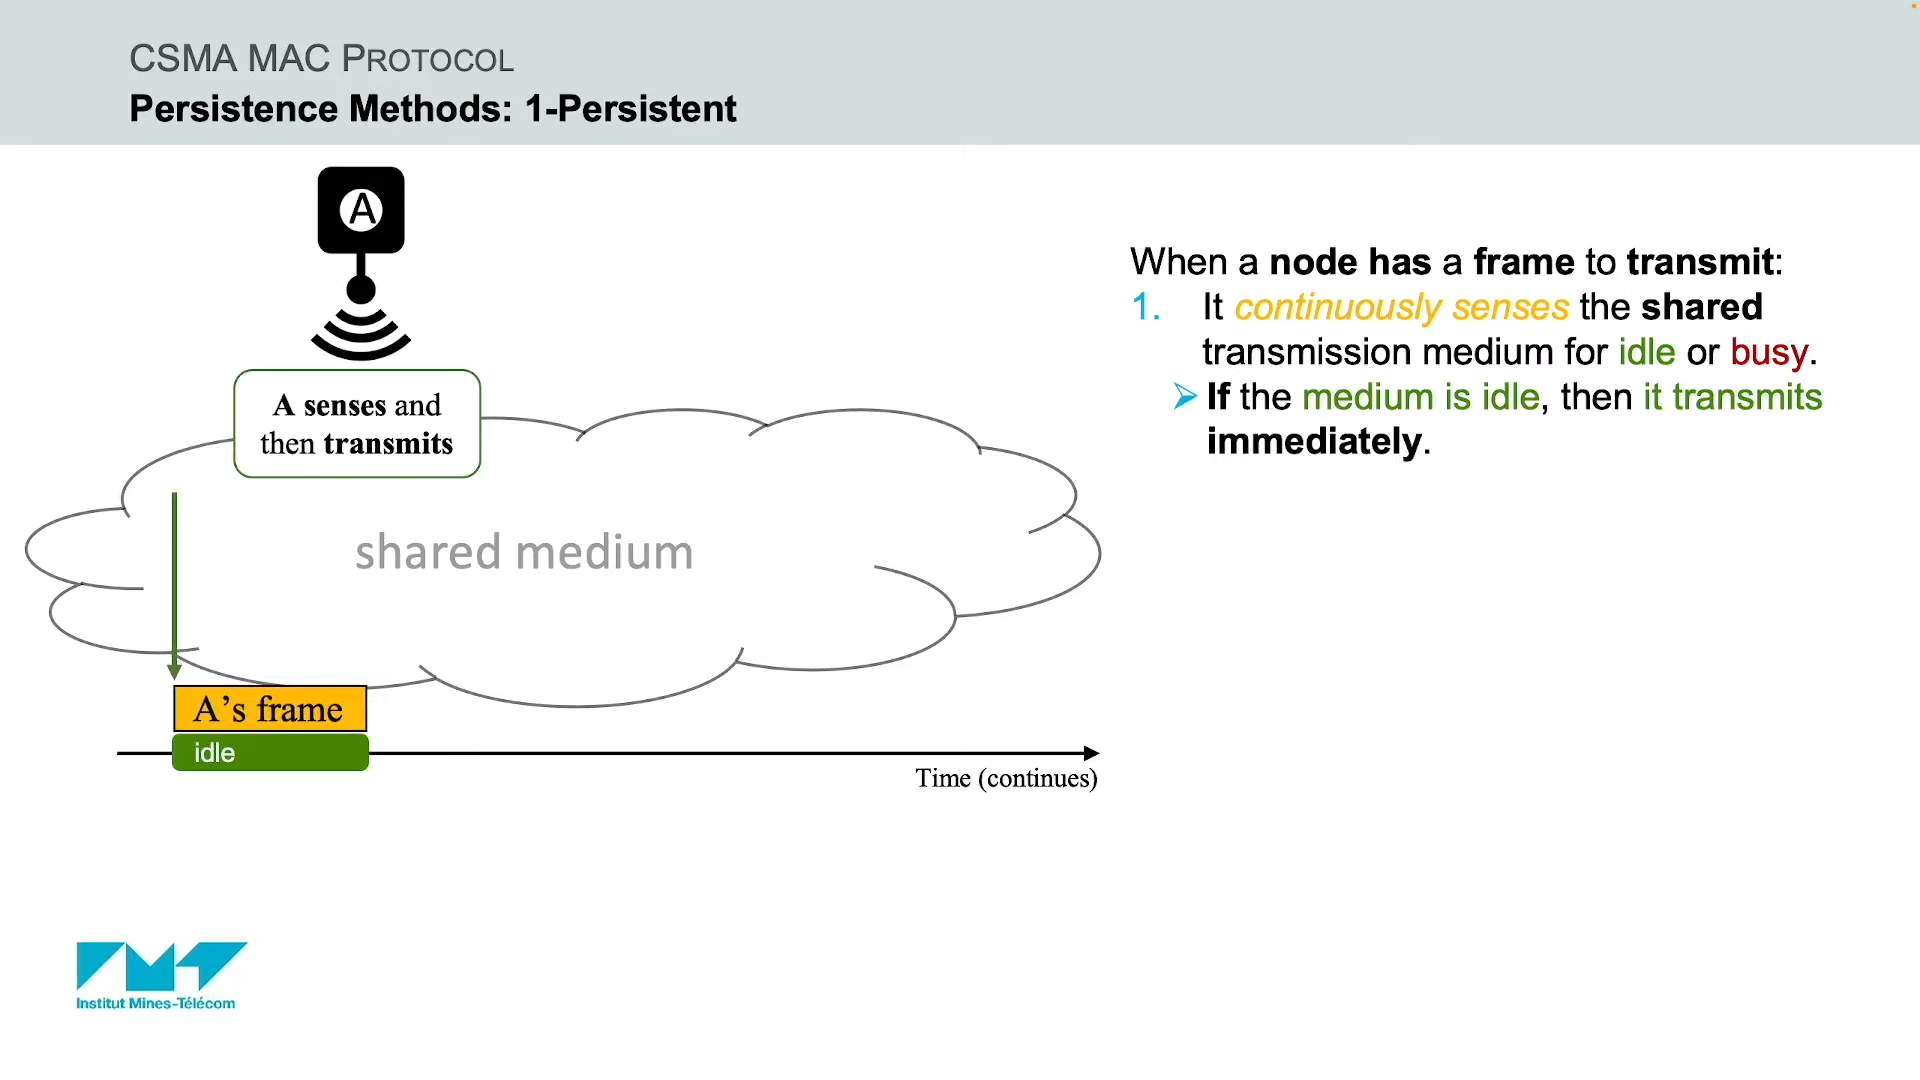 CSMA MAC PROTOCOL
Persistence Methods: 1-Persistent
A
A senses and
then transmits
shared medium
A's frame
idle
Time (continues)
When a node has a frame to transmit:
1. It continuously senses the shared
transmission medium for idle or busy.
➢ If the medium is idle, then it transmits
immediately.
IMT
Institut Mines-Télécom